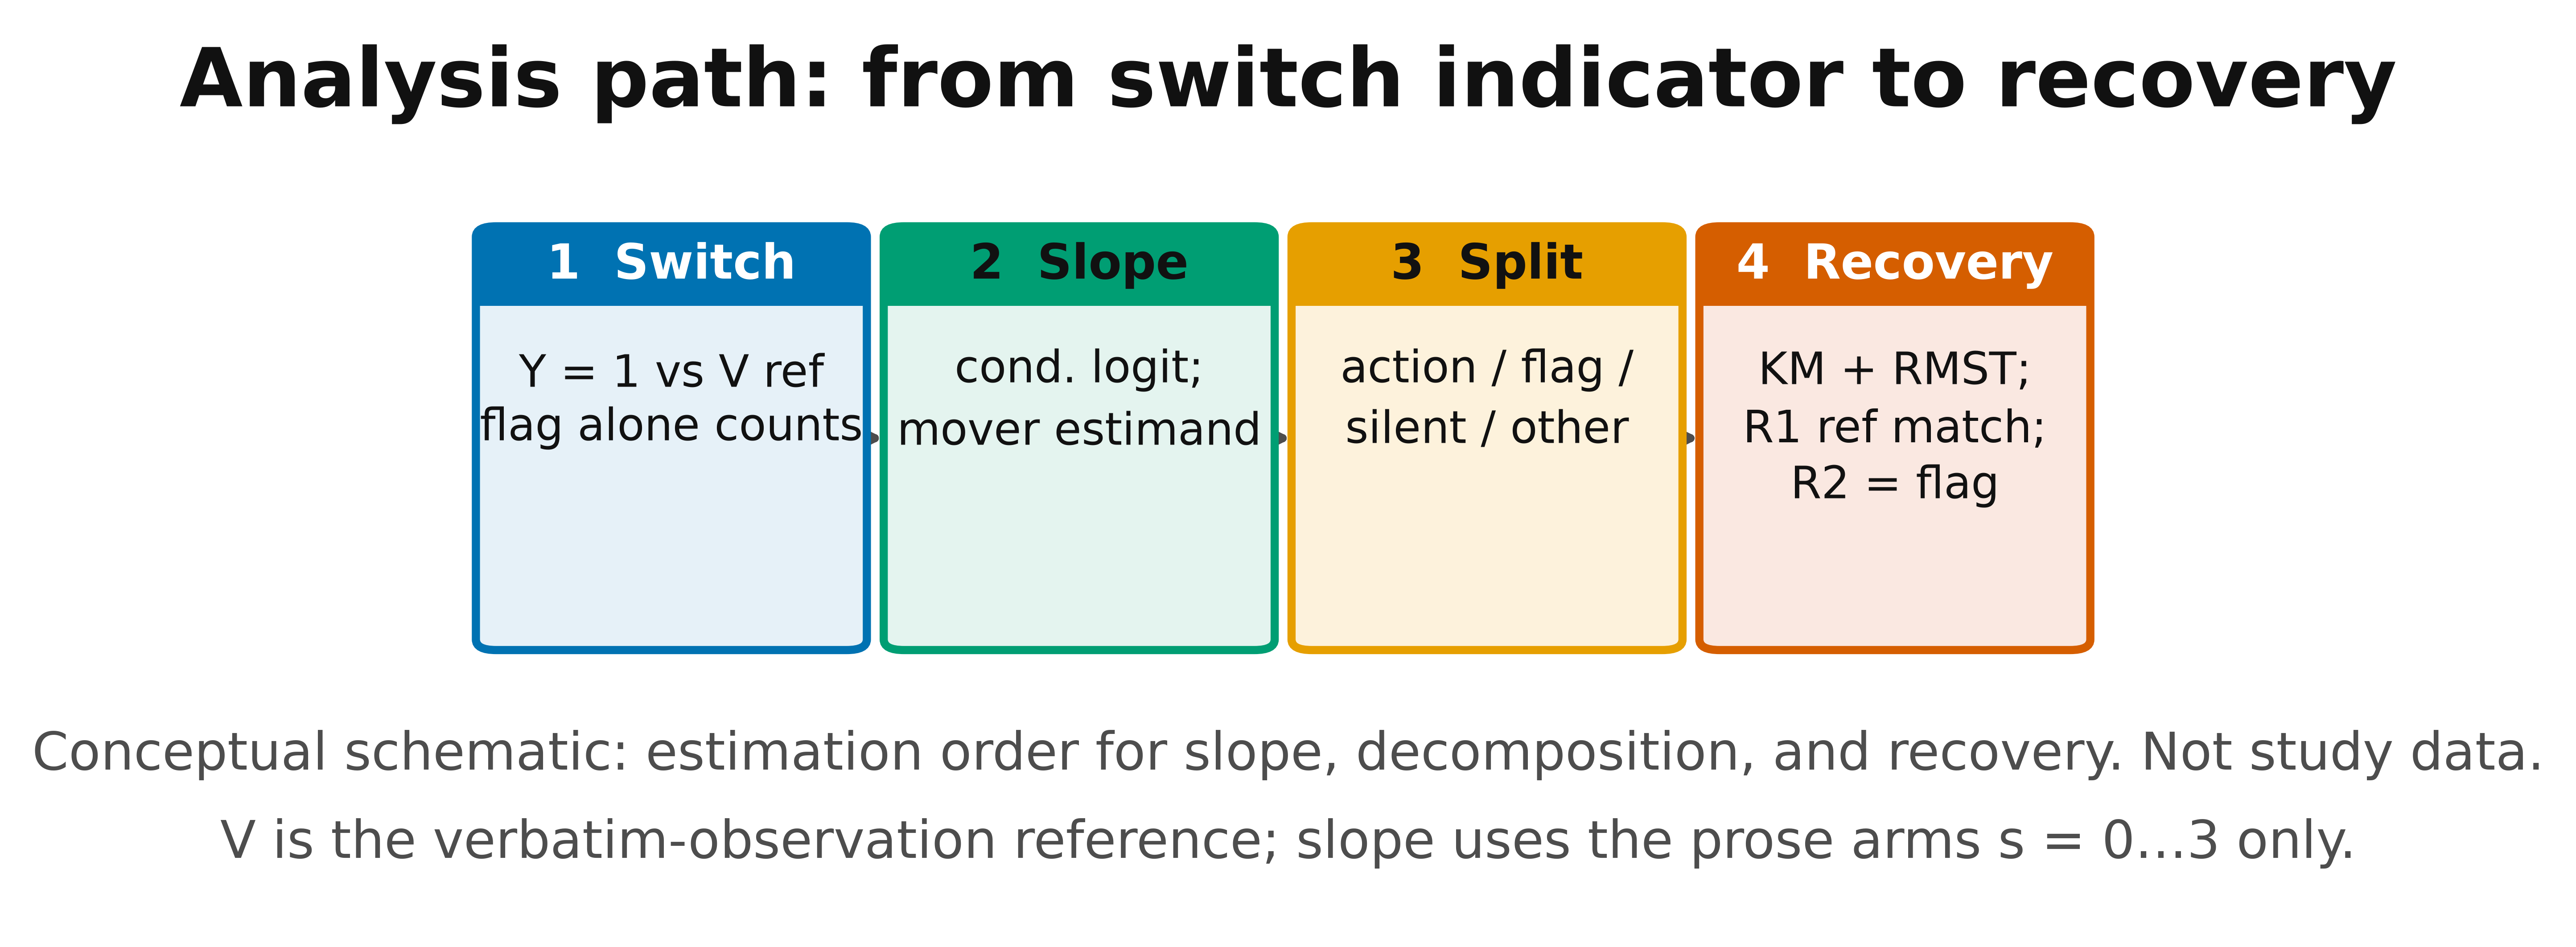 Analysis path: from switch indicator to recovery
1 Switch
Y = 1 vs V ref
flag alone counts
2 Slope
cond. logit;
mover estimand
3 Split
action / flag /
silent / other
4 Recovery
KM + RMST;
R1 ref match;
R2 = flag
Conceptual schematic: estimation order for slope, decomposition, and recovery. Not study data.
V is the verbatim-observation reference; slope uses the prose arms s = 0…3 only.